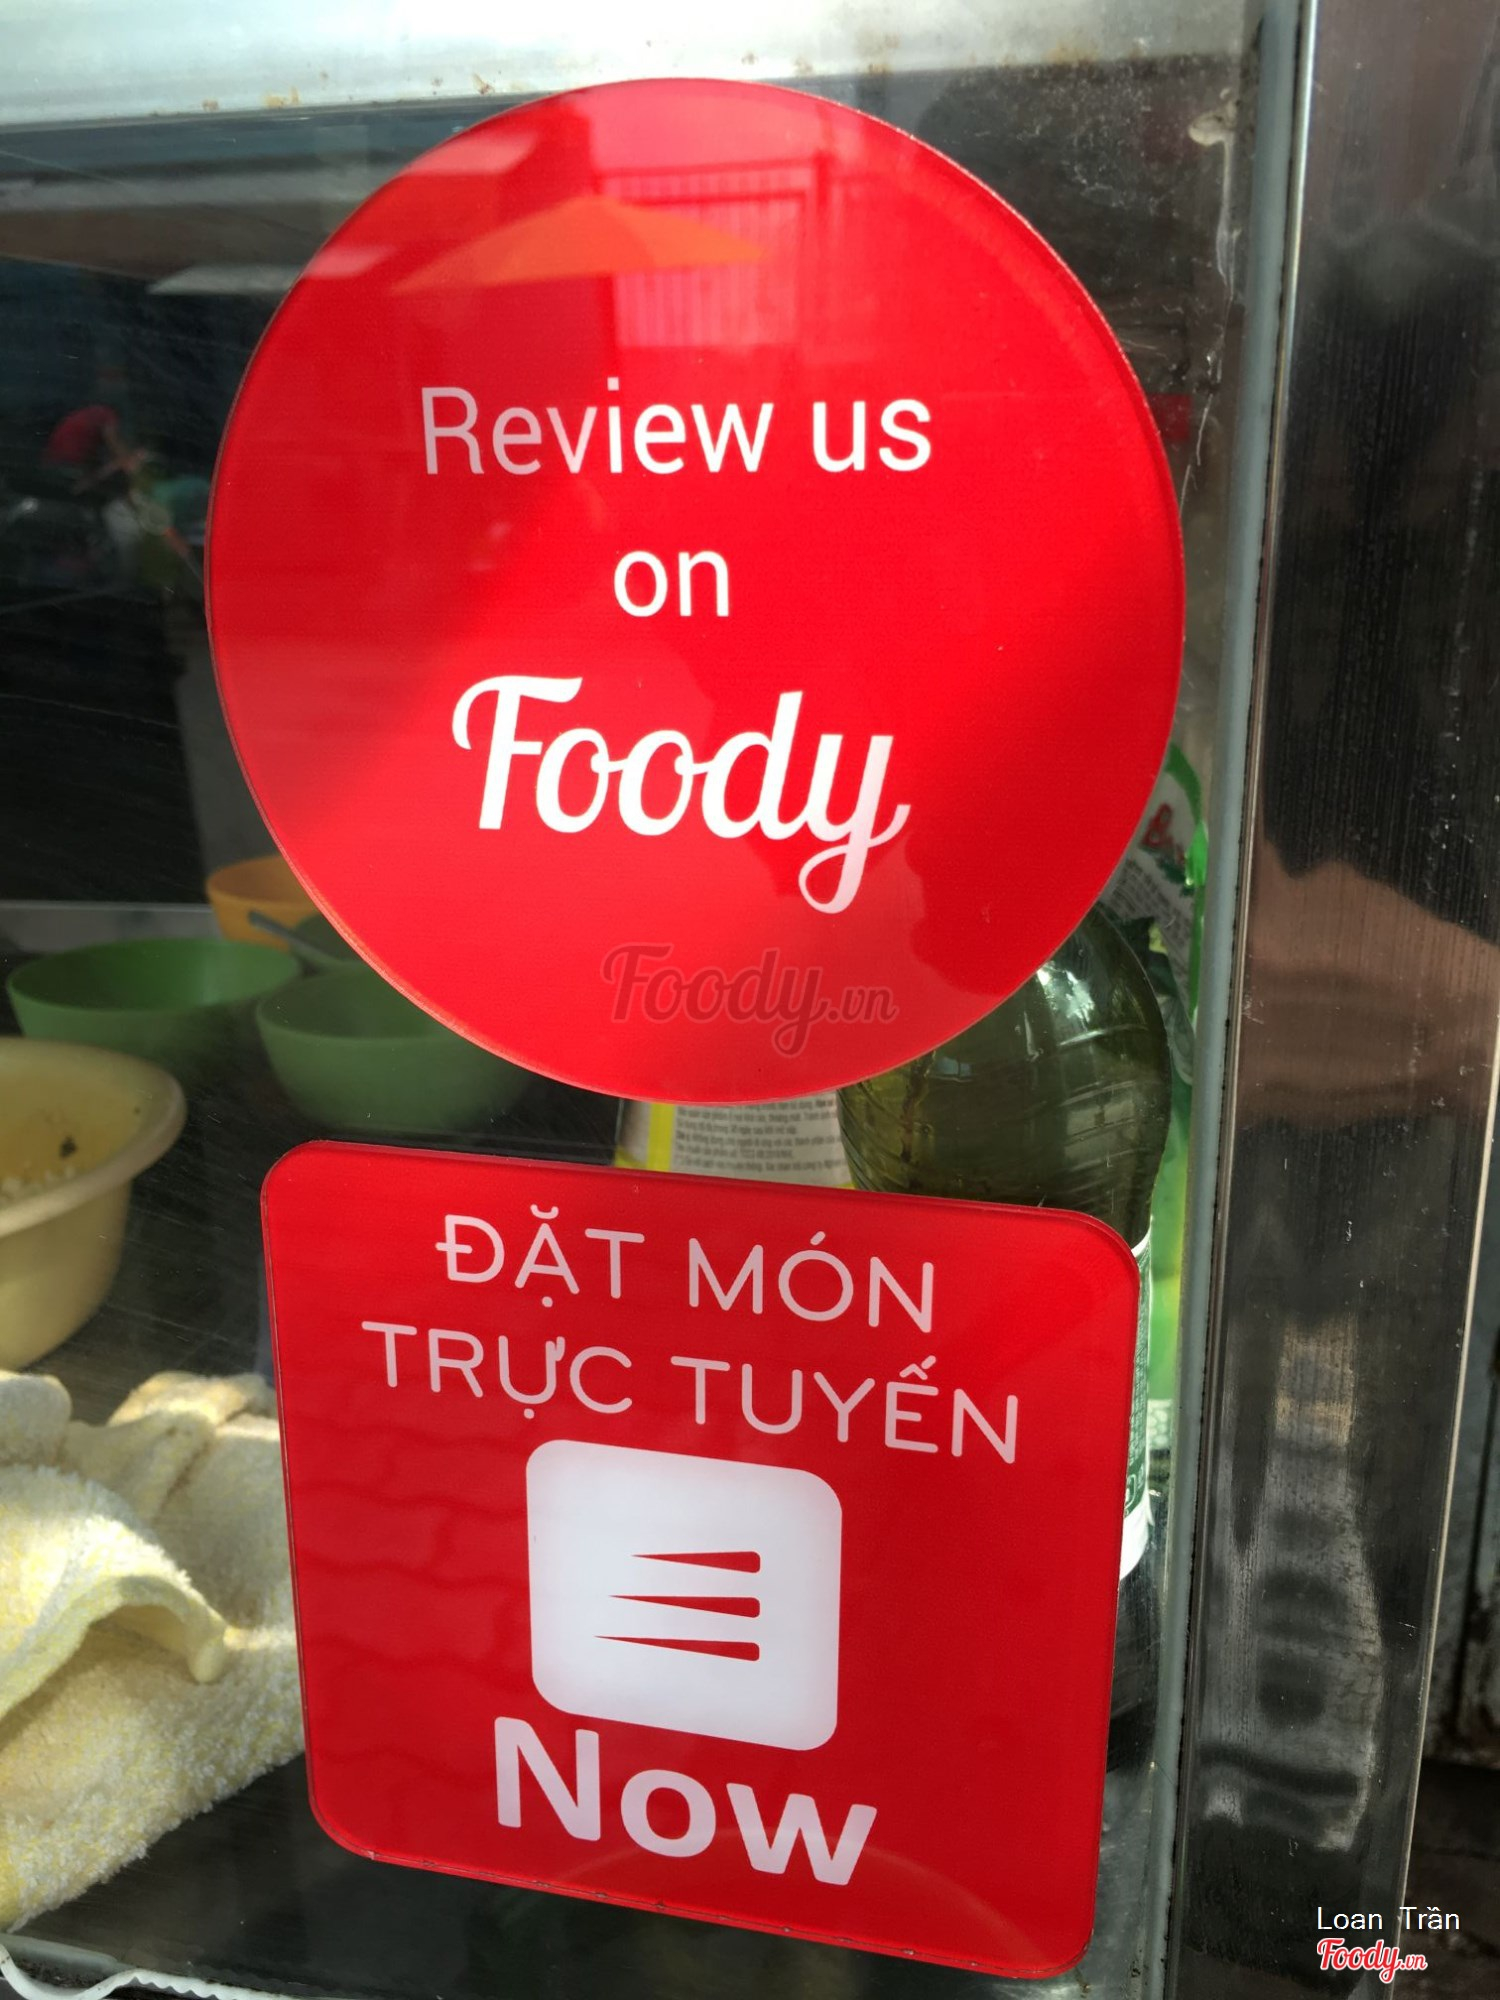 Review us
on
Foody
Foody.vn
ĐẶT MÓN
TRỰC TUYẾN
Now
Loan Trần
Foody.vn